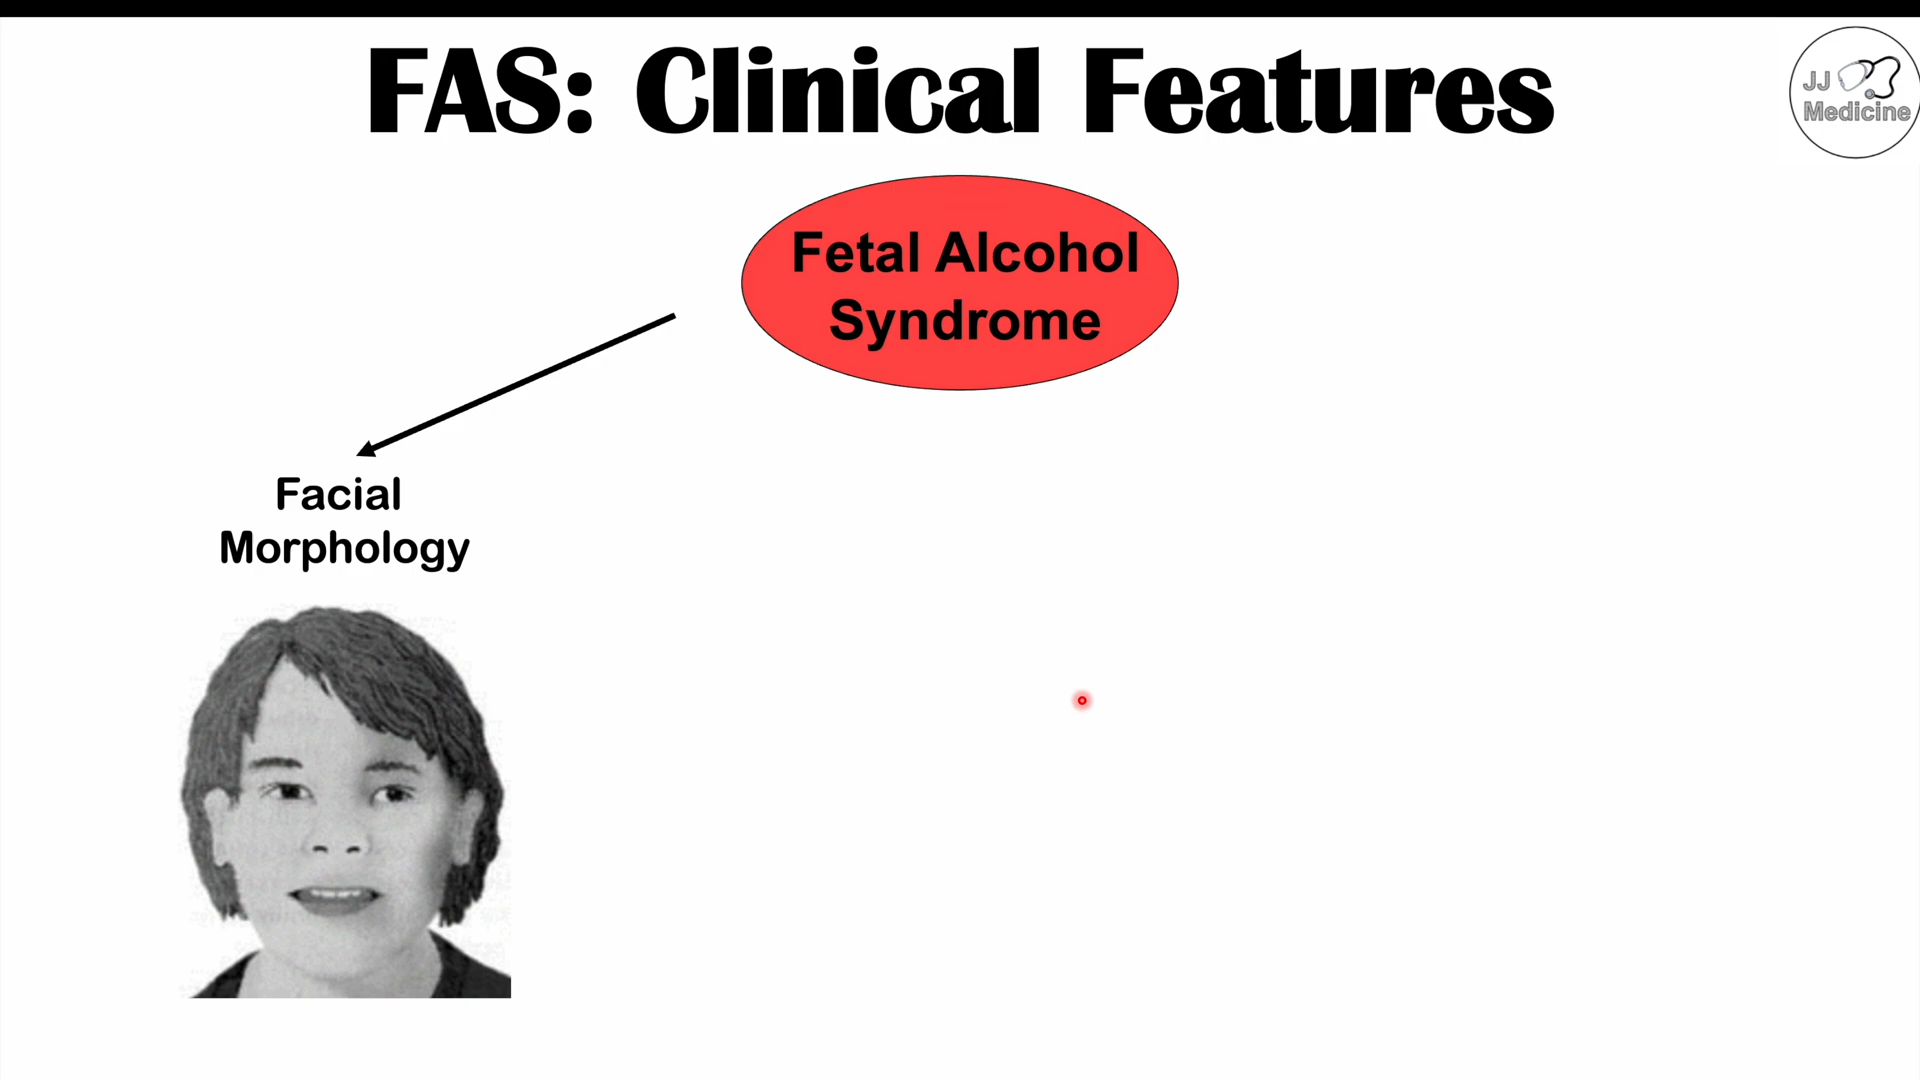 FAS: Clinical Features
JJ
Medicine
Fetal Alcohol
Syndrome
Facial
Morphology